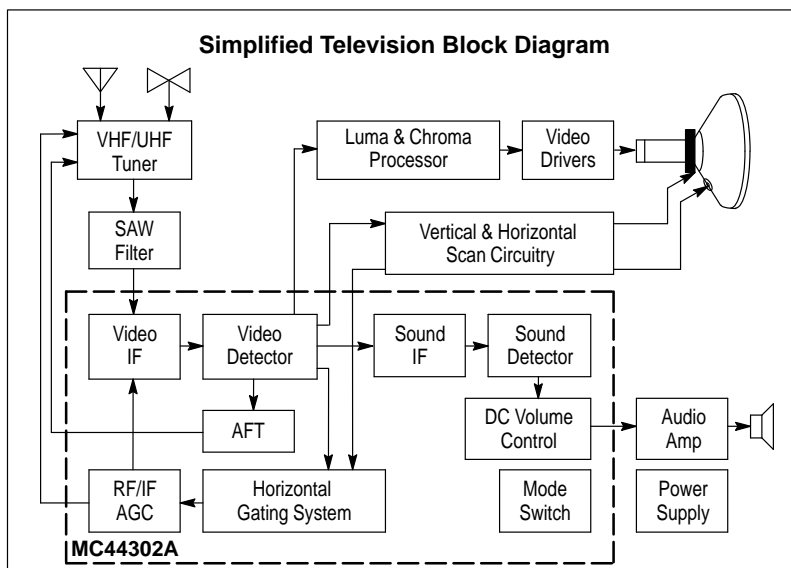 Simplified Television Block Diagram
VHF/UHF
Tuner
Luma & Chroma
Processor
Video
Drivers
SAW
Filter
Vertical & Horizontal
Scan Circuitry
Video
IF
Video
Detector
Sound
IF
Sound
Detector
AFT
DC Volume
Control
Audio
Amp
RF/IF
AGC
Horizontal
Gating System
Mode
Switch
Power
Supply
MC44302A